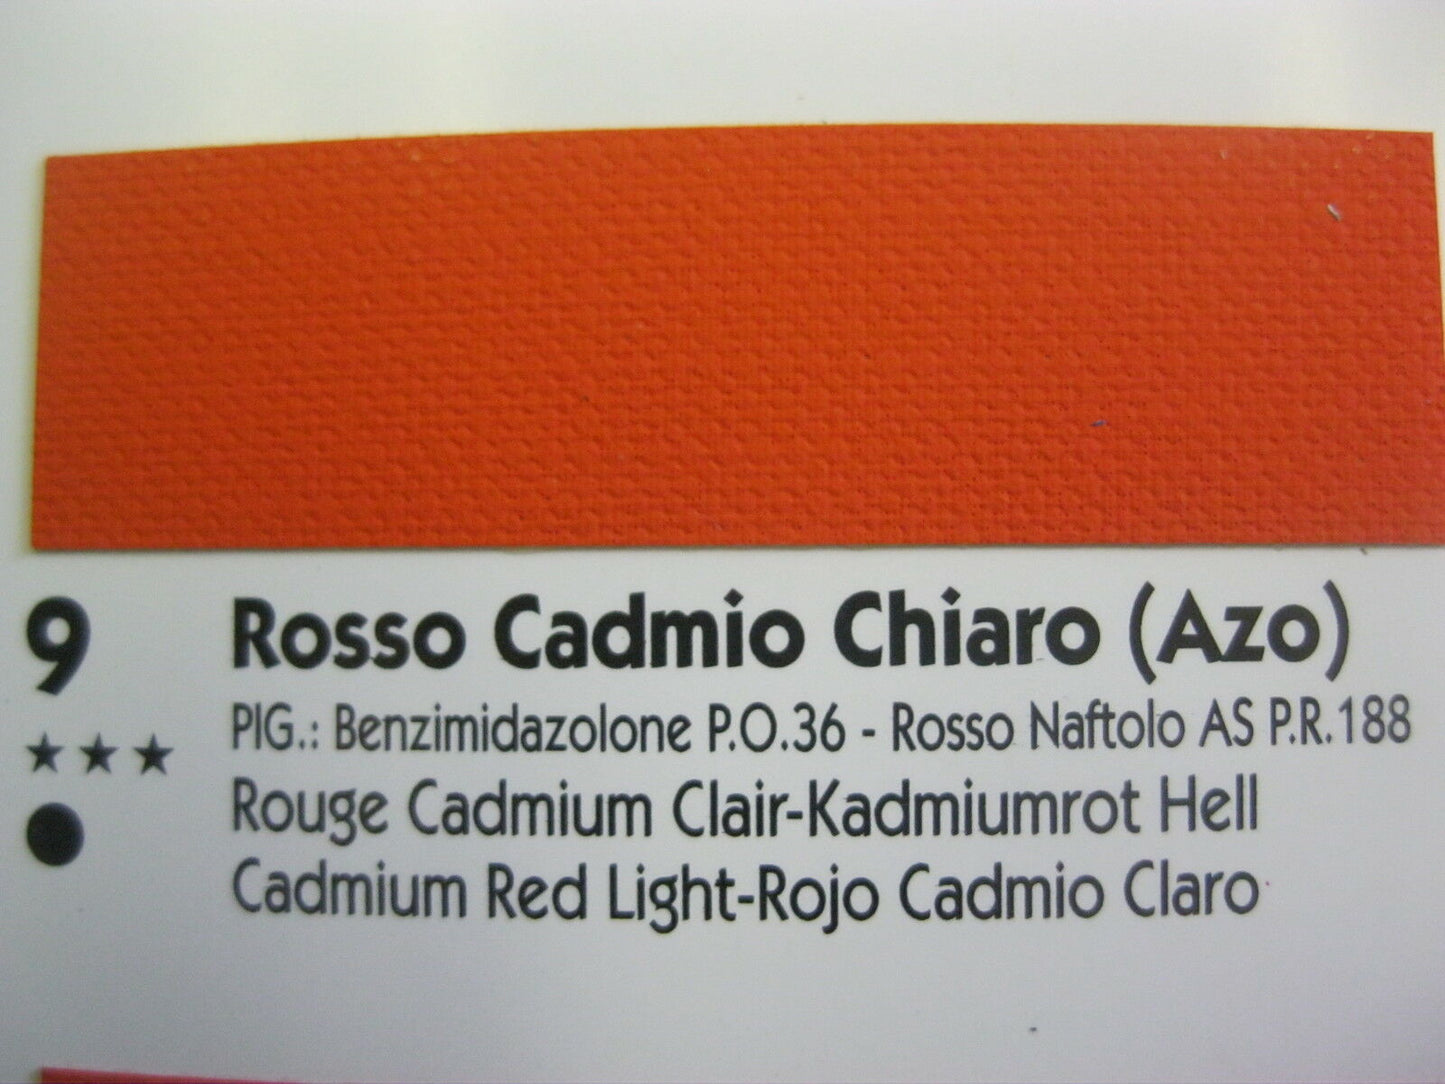 9 Rosso Cadmio Chiaro (Azo)
PIG.: Benzimidazolone P.O.36 - Rosso Naftolo AS P.R.188
Rouge Cadmium Clair-Kadmiumrot Hell
Cadmium Red Light-Rojo Cadmio Claro